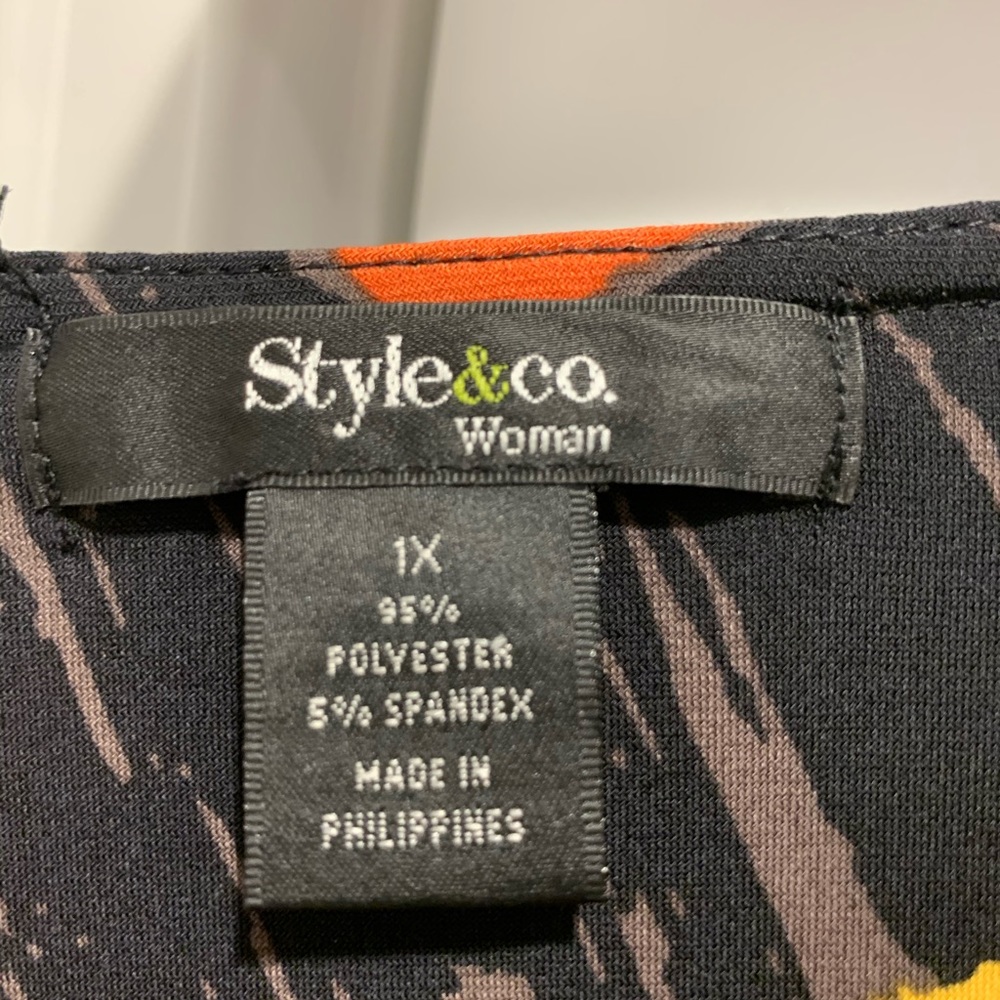 Style&co.
Woman
1X
95%
POLYESTER
5% SPANDEX
MADE IN
PHILIPPINES